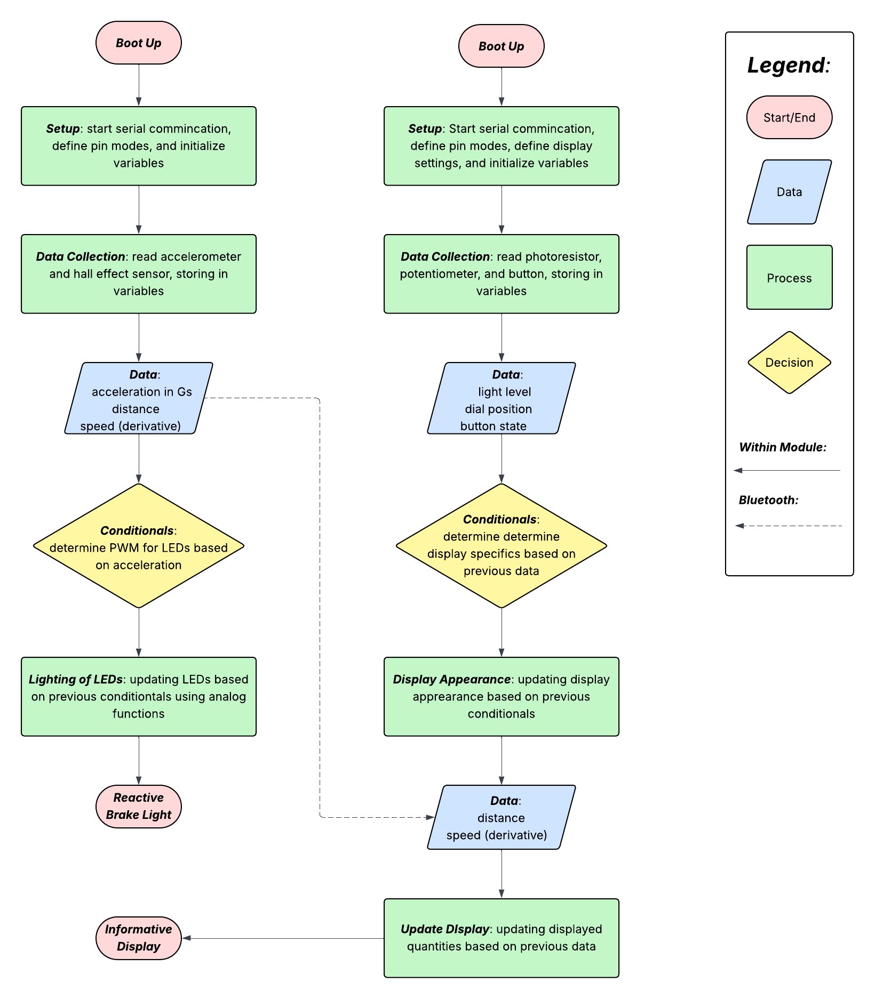 Boot Up
Setup: start serial commincation,
define pin modes, and initialize
variables
Data Collection: read accelerometer
and hall effect sensor, storing in
variables
Data:
acceleration in Gs
distance
speed (derivative)
Conditionals:
determine PWM for LEDs based
on acceleration
Lighting of LEDs: updating LEDs based
on previous conditiontals using analog
functions
Reactive
Brake Light
Boot Up
Setup: Start serial commincation,
define pin modes, define display
settings, and initialize variables
Data Collection: read photoresistor,
potentiometer, and button, storing in
variables
Data:
light level
dial position
button state
Conditionals:
determine determine
display specifics based on
previous data
Display Appearance: updating display
apprearance based on previous
conditionals
Data:
distance
speed (derivative)
Update DIsplay: updating displayed
quantities based on previous data
Informative
Display
Legend:
Start/End
Data
Process
Decision
Within Module:
Bluetooth: